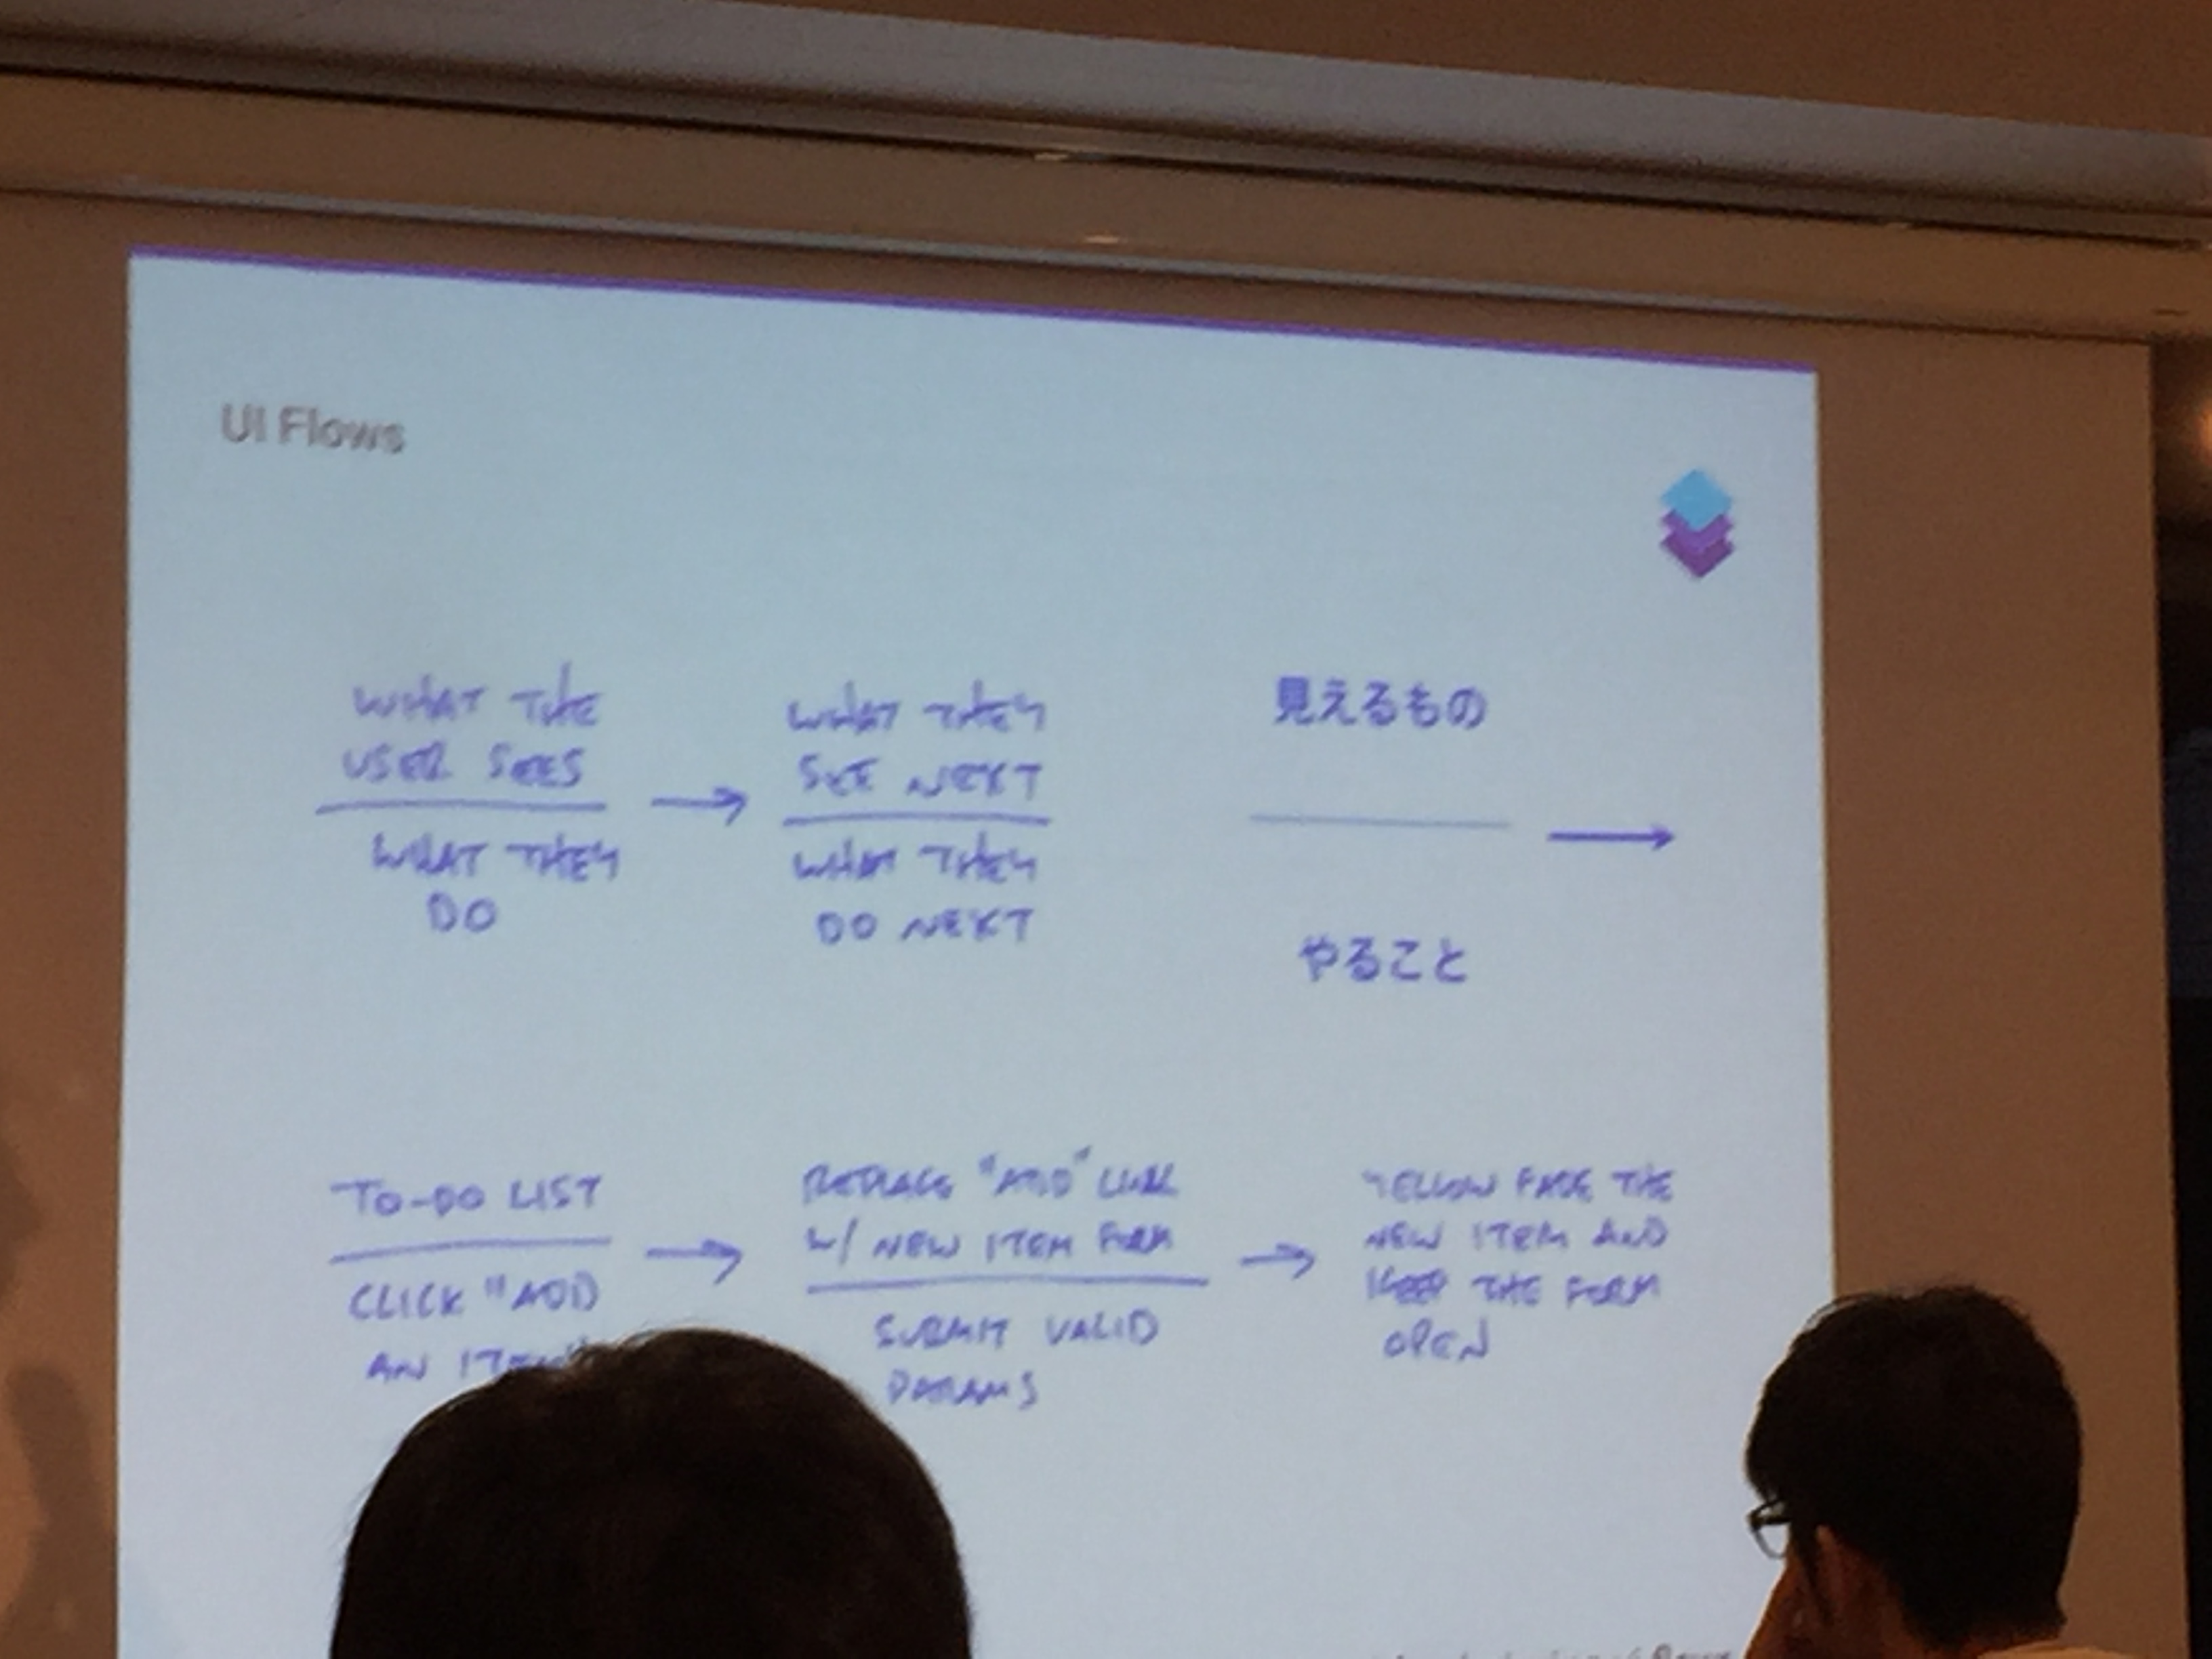 UI Flows
WHAT THE
USER SEES
WHAT THEY
DO
WHAT THEY
SEE NEXT
WHAT THEY
DO NEXT
見えるもの
やること
TO-DO LIST
CLICK "ADD
AN ITEM"
REPLACE "ADD" LINK
W/ NEW ITEM FORM
SUBMIT VALID
PARAMS
YELLOW FADE THE
NEW ITEM AND
KEEP THE FORM
OPEN